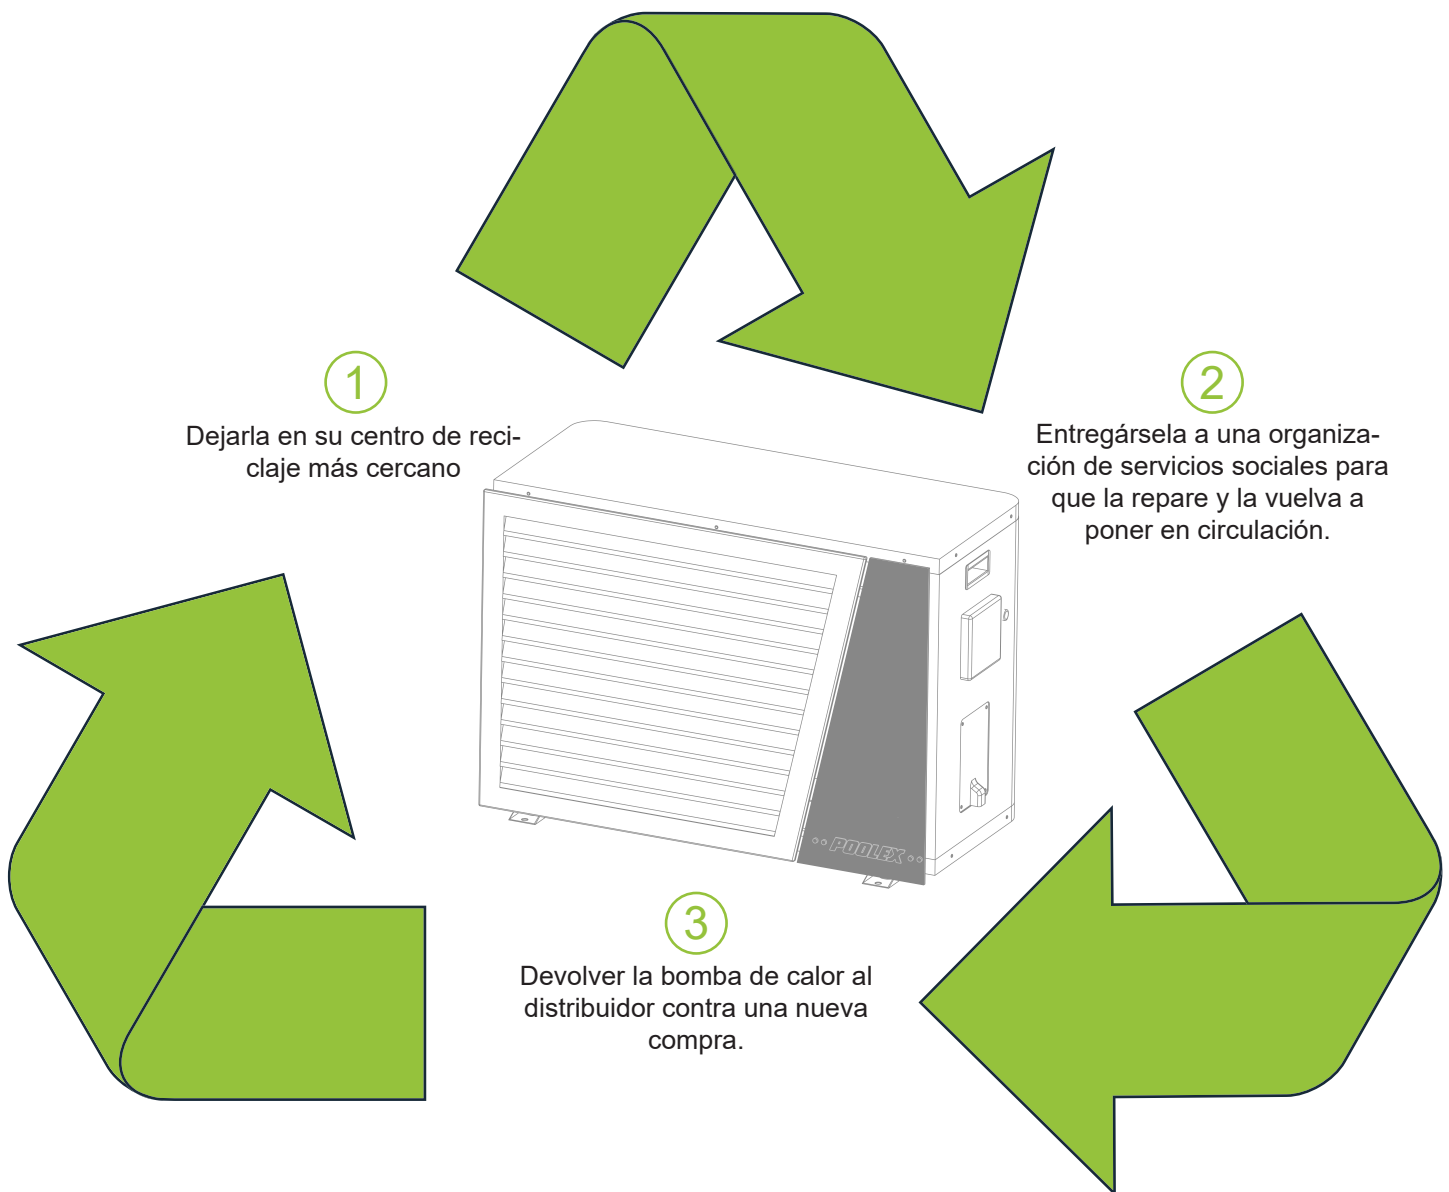 1
Dejarla en su centro de reci-
claje más cercano
2
Entregársela a una organiza-
ción de servicios sociales para
que la repare y la vuelva a
poner en circulación.
POOLEX
3
Devolver la bomba de calor al
distribuidor contra una nueva
compra.